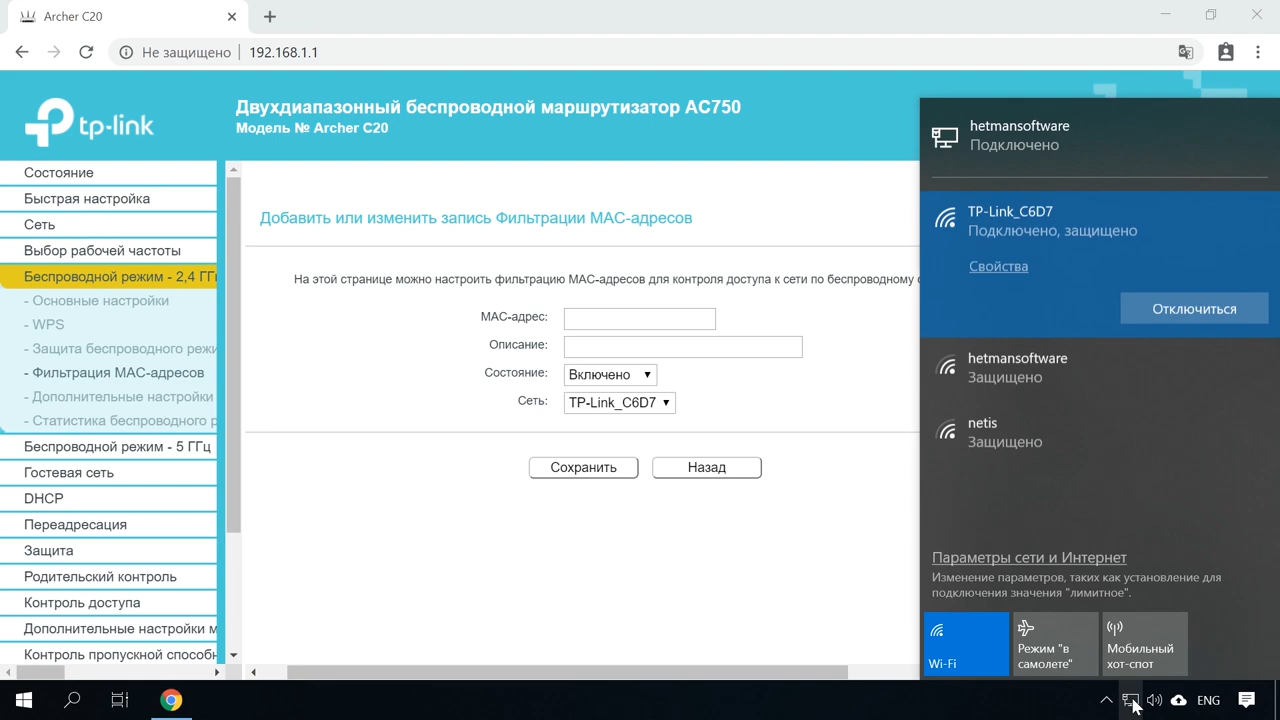 Archer C20
Не защищено
192.168.1.1
tp-link
Двухдиапазонный беспроводной маршрутизатор AC750
Модель № Archer C20
Состояние
Быстрая настройка
Сеть
Выбор рабочей частоты
Беспроводной режим - 2,4 ГГ
- Основные настройки
- WPS
- Защита беспроводного режи
- Фильтрация MAC-адресов
- Дополнительные настройки
- Статистика беспроводного р
Беспроводной режим - 5 ГГц
Гостевая сеть
DHCP
Переадресация
Защита
Родительский контроль
Контроль доступа
Дополнительные настройки м
Контроль пропускной способн
Добавить или изменить запись Фильтрации MAC-адресов
На этой странице можно настроить фильтрацию MAC-адресов для контроля доступа к сети по беспроводному с
MAC-адрес:
Описание:
Состояние:
Включено
Сеть:
TP-Link_C6D7
Сохранить
Назад
hetmansoftware
Подключено
TP-Link_C6D7
Подключено, защищено
Свойства
Отключиться
hetmansoftware
Защищено
netis
Защищено
Параметры сети и Интернет
Изменение параметров, таких как установление для
подключения значения "лимитное".
Wi-Fi
Режим "в
самолете"
Мобильный
хот-спот
ENG